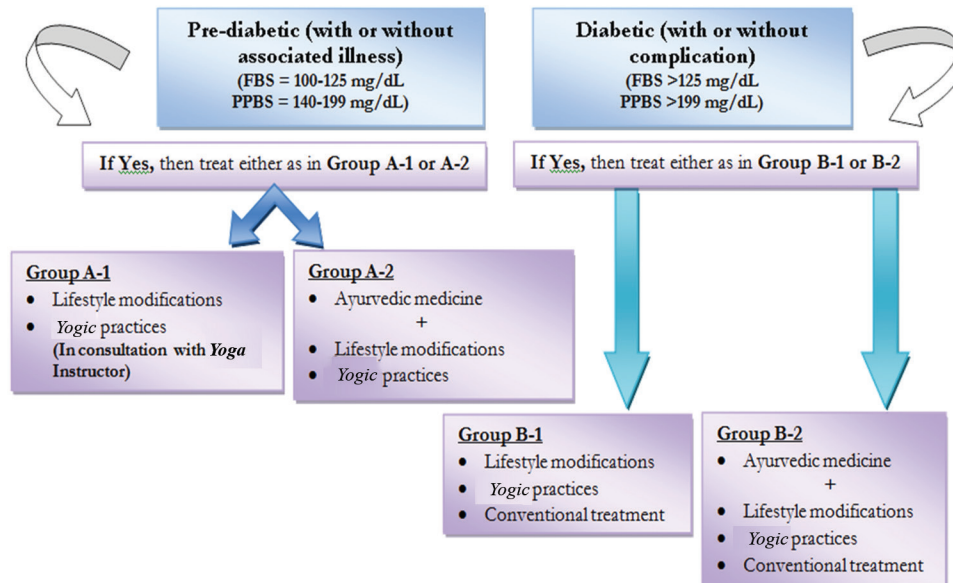 Pre-diabetic (with or without
associated illness)
(FBS = 100-125 mg/dL
PPBS = 140-199 mg/dL)
Diabetic (with or without
complication)
(FBS >125 mg/dL
PPBS >199 mg/dL)
If Yes, then treat either as in Group A-1 or A-2
If Yes, then treat either as in Group B-1 or B-2
Group A-1
• Lifestyle modifications
• Yogic practices
(In consultation with Yoga
Instructor)
Group A-2
• Ayurvedic medicine
+
• Lifestyle modifications
• Yogic practices
Group B-1
• Lifestyle modifications
• Yogic practices
• Conventional treatment
Group B-2
• Ayurvedic medicine
+
• Lifestyle modifications
• Yogic practices
• Conventional treatment